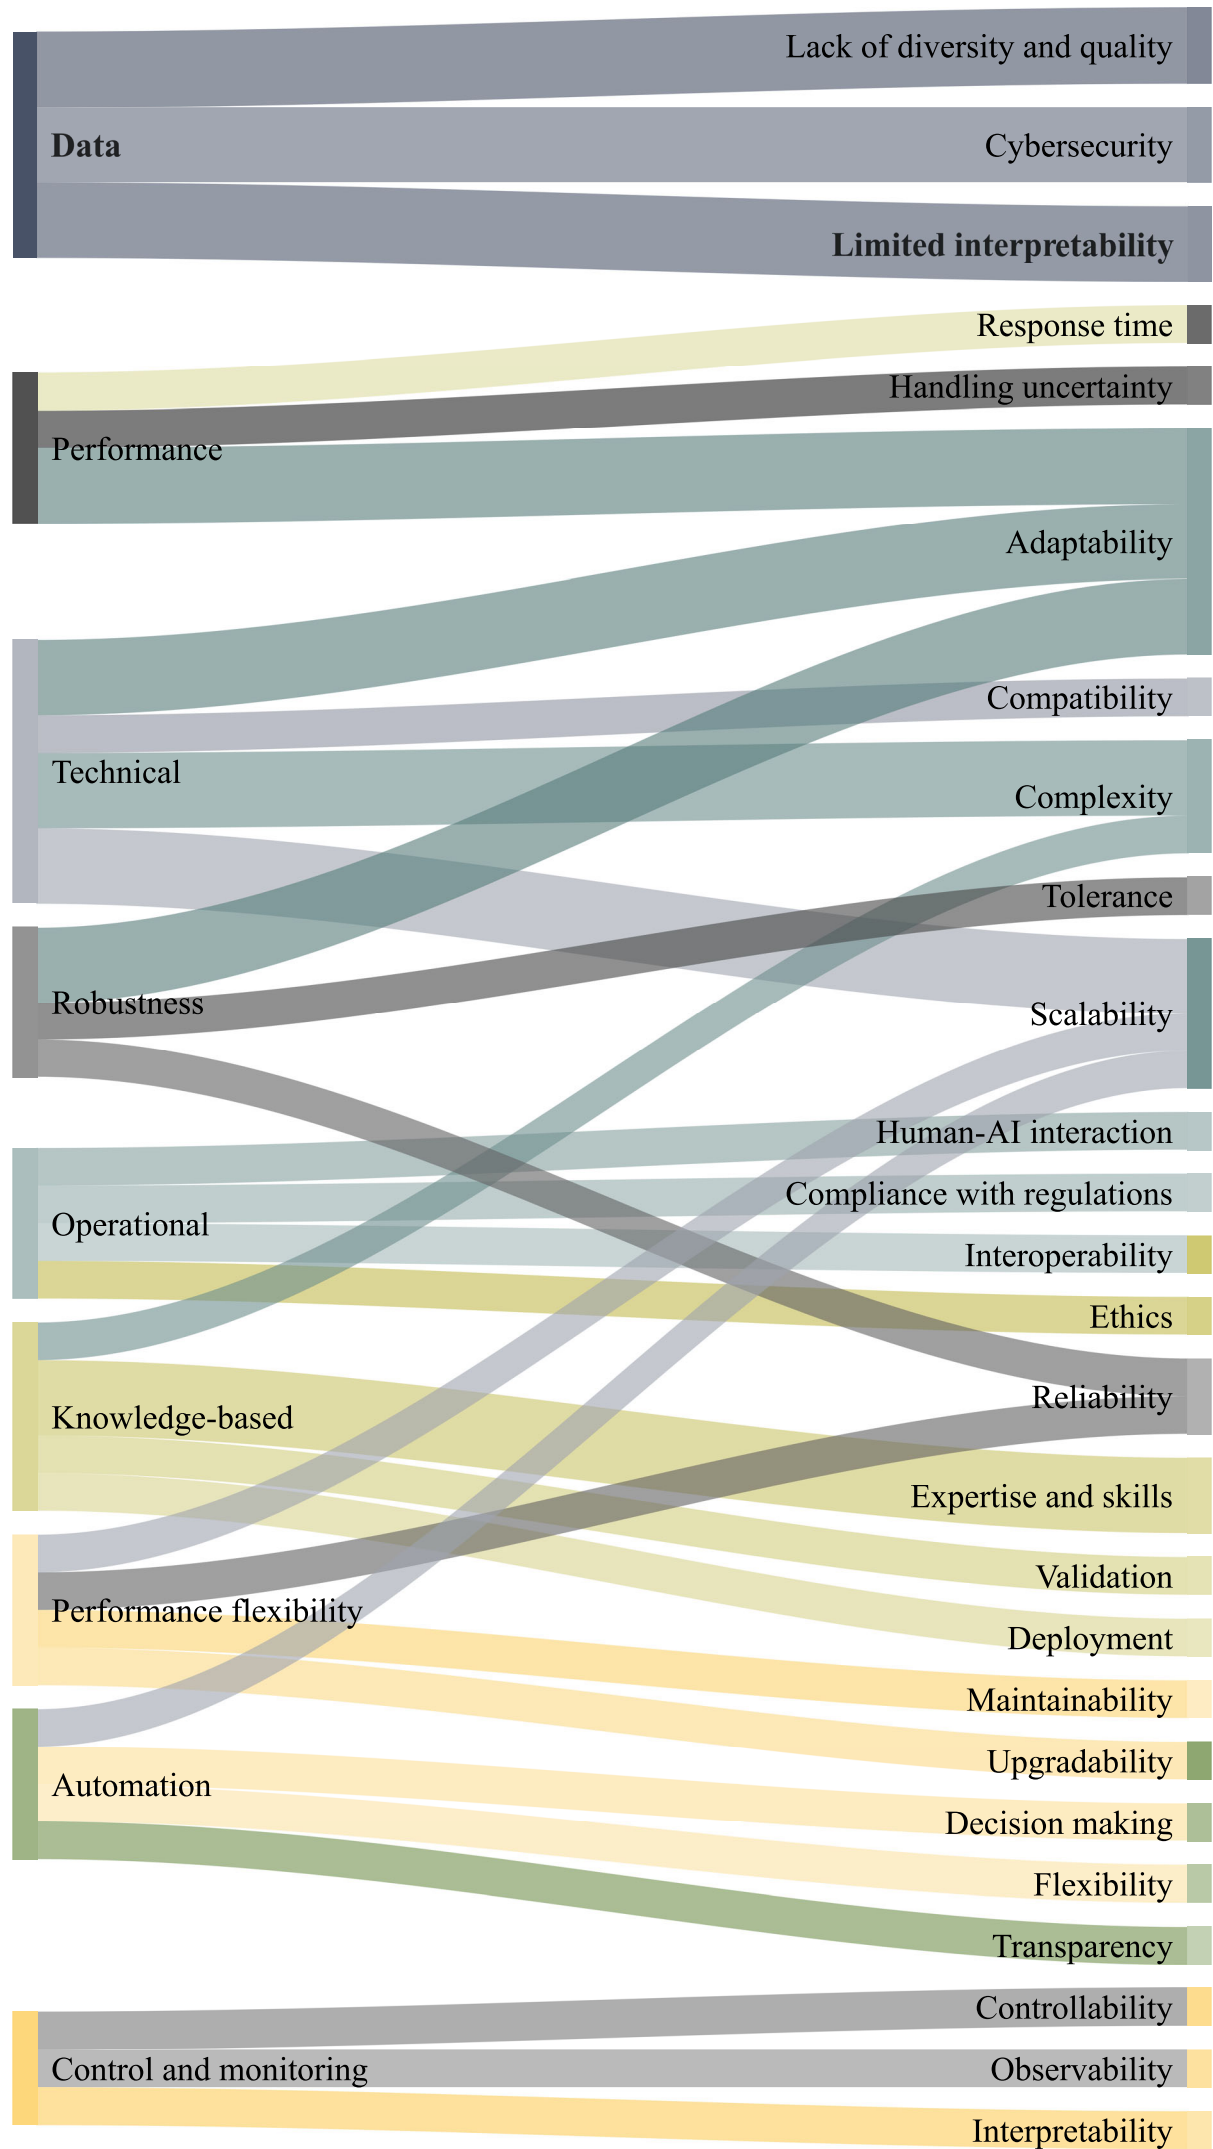 Lack of diversity and quality
Data
Cybersecurity
Limited interpretability
Response time
Handling uncertainty
Performance
Adaptability
Compatibility
Technical
Complexity
Tolerance
Robustness
Scalability
Human-AI interaction
Compliance with regulations
Operational
Interoperability
Ethics
Reliability
Knowledge-based
Expertise and skills
Validation
Performance flexibility
Deployment
Maintainability
Upgradability
Automation
Decision making
Flexibility
Transparency
Controllability
Control and monitoring
Observability
Interpretability